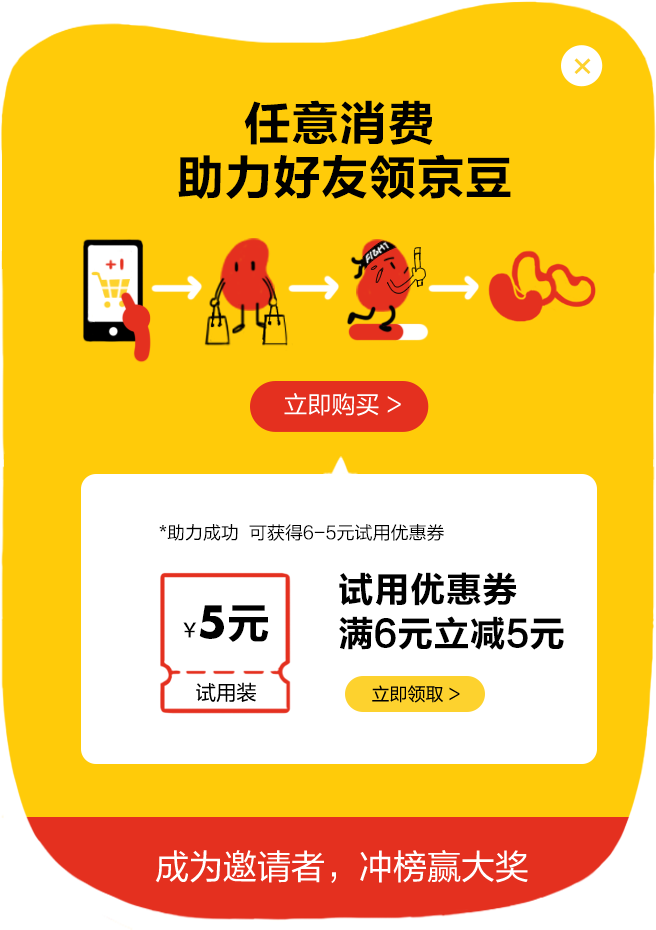 任意消费
助力好友领京豆
+1
FIGHT
立即购买 >
*助力成功 可获得6-5元试用优惠券
¥5元
试用装
试用优惠券
满6元立减5元
立即领取 >
成为邀请者，冲榜赢大奖